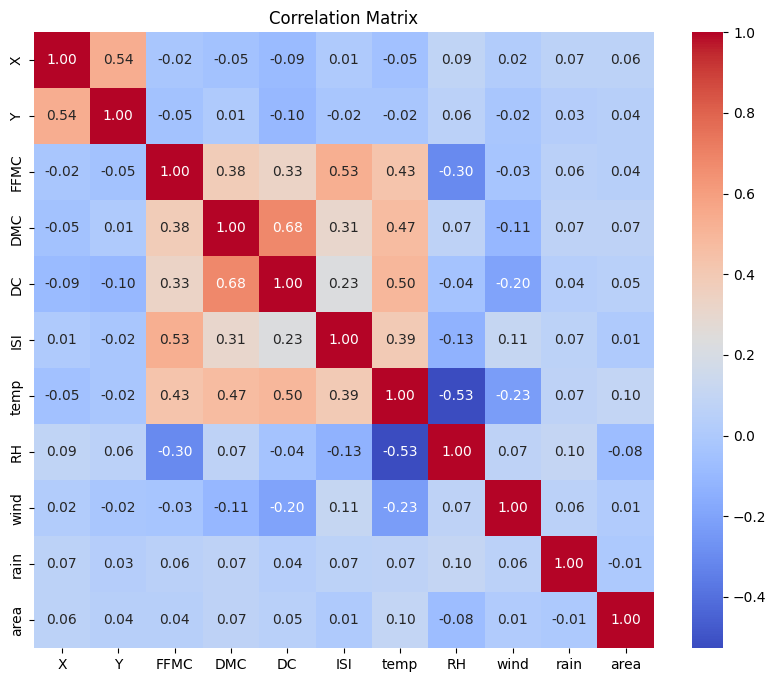 Correlation Matrix
X 1.00 0.54 -0.02 -0.05 -0.09 0.01 -0.05 0.09 0.02 0.07 0.06
Y 0.54 1.00 -0.05 0.01 -0.10 -0.02 -0.02 0.06 -0.02 0.03 0.04
FFMC -0.02 -0.05 1.00 0.38 0.33 0.53 0.43 -0.30 -0.03 0.06 0.04
DMC -0.05 0.01 0.38 1.00 0.68 0.31 0.47 0.07 -0.11 0.07 0.07
DC -0.09 -0.10 0.33 0.68 1.00 0.23 0.50 -0.04 -0.20 0.04 0.05
ISI 0.01 -0.02 0.53 0.31 0.23 1.00 0.39 -0.13 0.11 0.07 0.01
temp -0.05 -0.02 0.43 0.47 0.50 0.39 1.00 -0.53 -0.23 0.07 0.10
RH 0.09 0.06 -0.30 0.07 -0.04 -0.13 -0.53 1.00 0.07 0.10 -0.08
wind 0.02 -0.02 -0.03 -0.11 -0.20 0.11 -0.23 0.07 1.00 0.06 0.01
rain 0.07 0.03 0.06 0.07 0.04 0.07 0.07 0.10 0.06 1.00 -0.01
area 0.06 0.04 0.04 0.07 0.05 0.01 0.10 -0.08 0.01 -0.01 1.00
X Y FFMC DMC DC ISI temp RH wind rain area
1.0
0.8
0.6
0.4
0.2
0.0
−0.2
−0.4